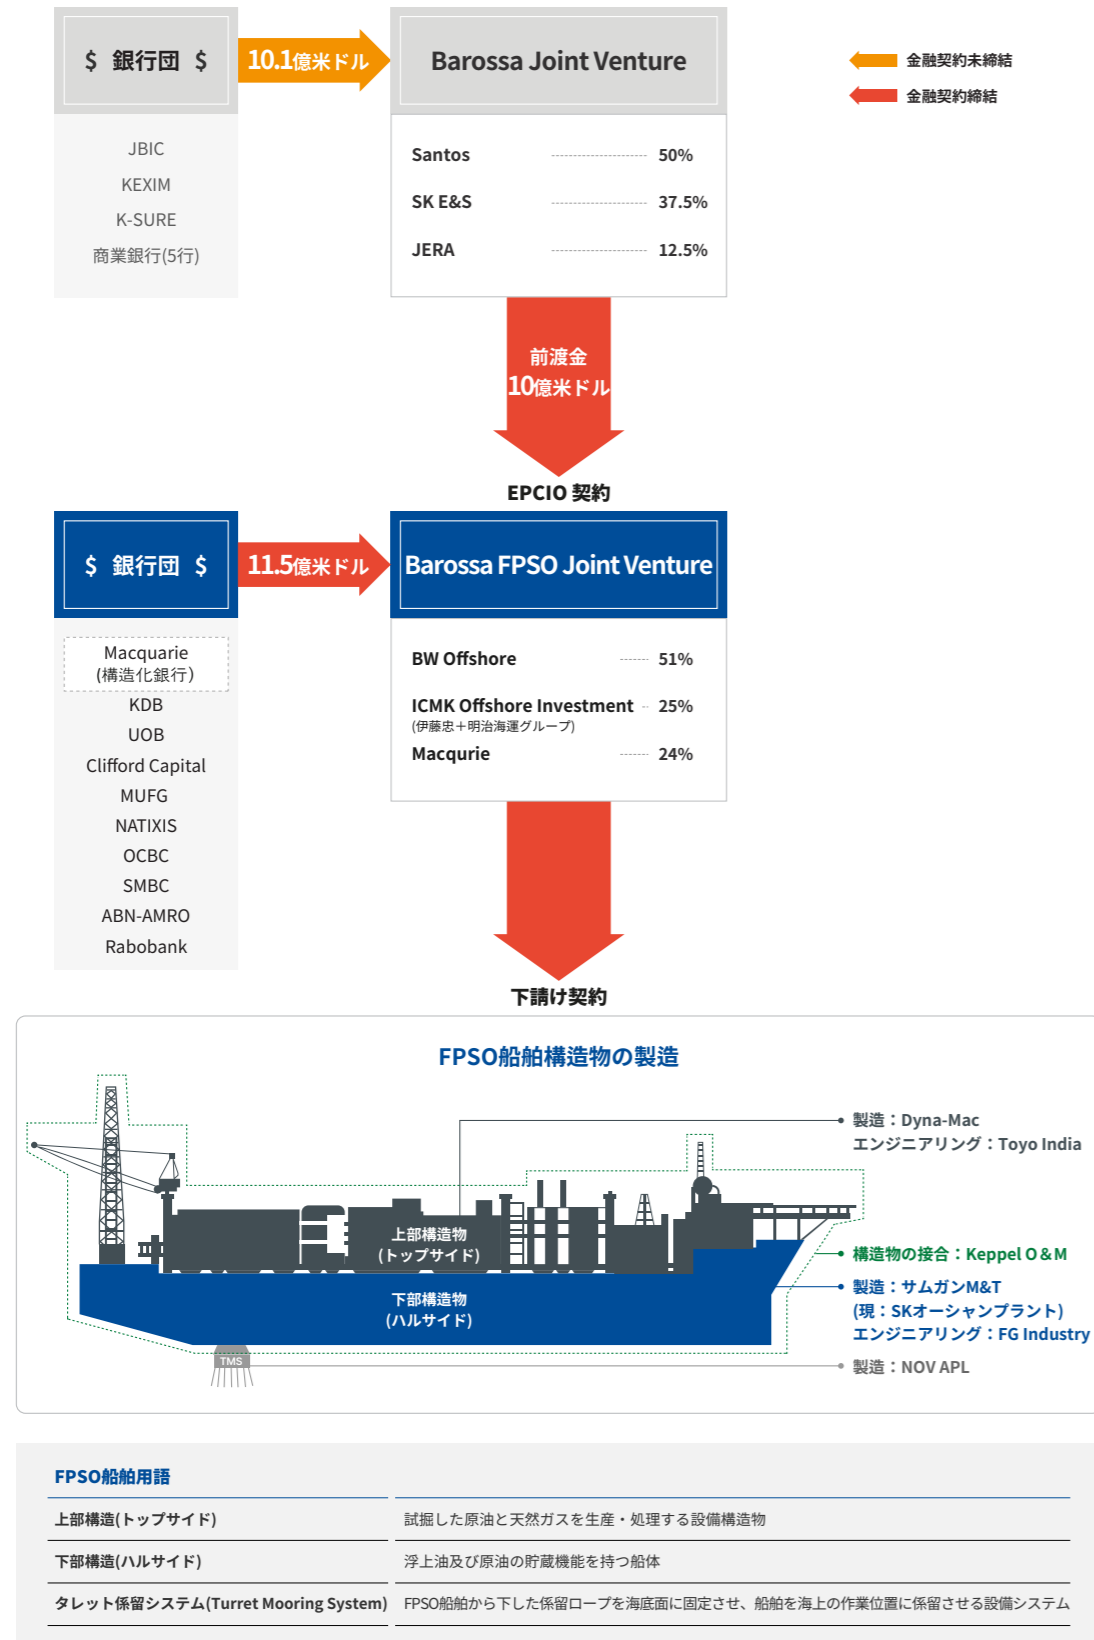 $ 銀行団 $
10.1億米ドル
Barossa Joint Venture
金融契約未締結
金融契約締結
JBIC
KEXIM
K-SURE
商業銀行(5行)
Santos 50%
SK E&S 37.5%
JERA 12.5%
前渡金
10億米ドル
EPCIO 契約
$ 銀行団 $
11.5億米ドル
Barossa FPSO Joint Venture
Macquarie
(構造化銀行)
KDB
UOB
Clifford Capital
MUFG
NATIXIS
OCBC
SMBC
ABN-AMRO
Rabobank
BW Offshore 51%
ICMK Offshore Investment 25%
(伊藤忠＋明治海運グループ)
Macqurie 24%
下請け契約
FPSO船舶構造物の製造
製造：Dyna-Mac
エンジニアリング：Toyo India
上部構造物
(トップサイド)
下部構造物
(ハルサイド)
TMS
構造物の接合：Keppel O＆M
製造：サムガンM&T
(現：SKオーシャンプラント)
エンジニアリング：FG Industry
製造：NOV APL
FPSO船舶用語
上部構造(トップサイド) 試掘した原油と天然ガスを生産・処理する設備構造物
下部構造(ハルサイド) 浮上油及び原油の貯蔵機能を持つ船体
タレット係留システム(Turret Mooring System) FPSO船舶から下した係留ロープを海底面に固定させ、船舶を海上の作業位置に係留させる設備システム